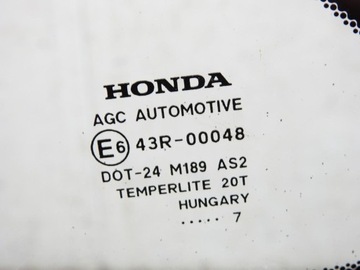 HONDA
AGC AUTOMOTIVE
E6 43R-00048
DOT-24 M189 AS2
TEMPERLITE 20T
HUNGARY
..... 7